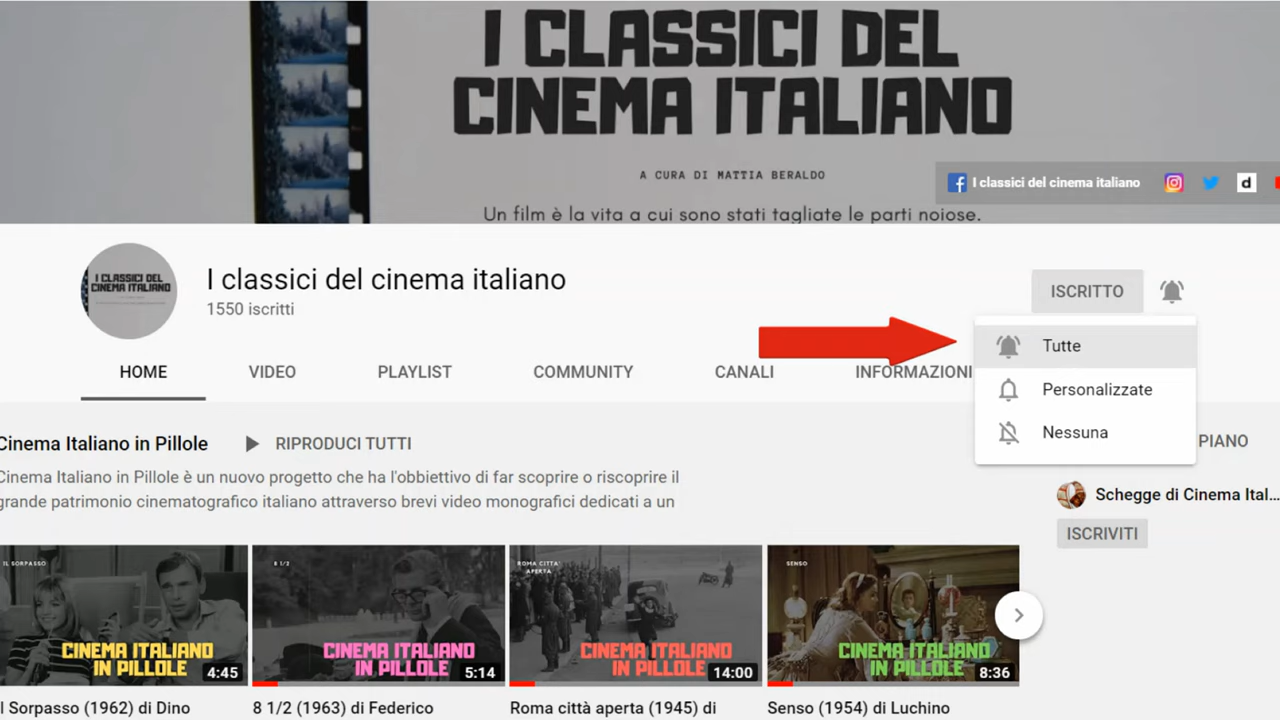 I CLASSICI DEL
CINEMA ITALIANO
A CURA DI MATTIA BERALDO
I classici del cinema italiano
Un film è la vita a cui sono stati tagliate le parti noiose.
I CLASSICI DEL
CINEMA ITALIANO
I classici del cinema italiano
1550 iscritti
ISCRITTO
Tutte
Personalizzate
Nessuna
HOME
VIDEO
PLAYLIST
COMMUNITY
CANALI
INFORMAZIONI
Cinema Italiano in Pillole
RIPRODUCI TUTTI
PIANO
Cinema Italiano in Pillole è un nuovo progetto che ha l'obbiettivo di far scoprire o riscoprire il
grande patrimonio cinematografico italiano attraverso brevi video monografici dedicati a un
Schegge di Cinema Ital...
ISCRIVITI
IL SORPASSO
CINEMA ITALIANO
IN PILLOLE
4:45
8 1/2
CINEMA ITALIANO
IN PILLOLE
5:14
ROMA CITTA'
APERTA
CINEMA ITALIANO
IN PILLOLE
14:00
SENSO
CINEMA ITALIANO
IN PILLOLE
8:36
l Sorpasso (1962) di Dino
8 1/2 (1963) di Federico
Roma città aperta (1945) di
Senso (1954) di Luchino